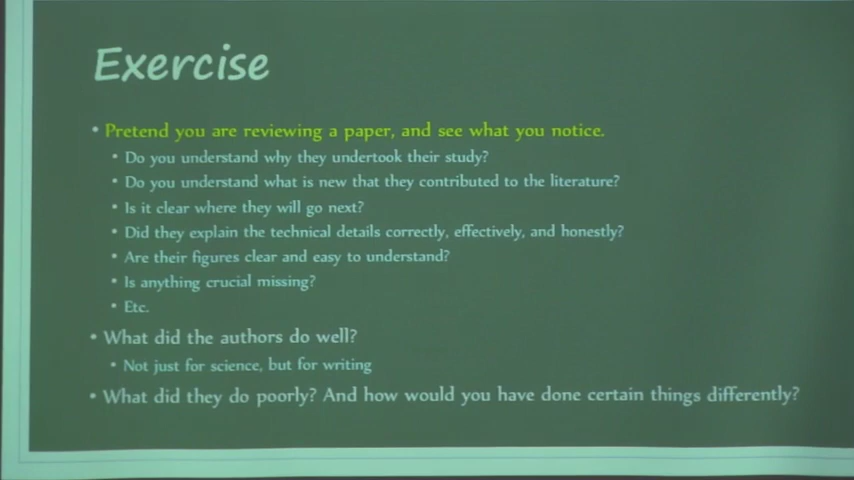 Exercise
• Pretend you are reviewing a paper, and see what you notice.
• Do you understand why they undertook their study?
• Do you understand what is new that they contributed to the literature?
• Is it clear where they will go next?
• Did they explain the technical details correctly, effectively, and honestly?
• Are their figures clear and easy to understand?
• Is anything crucial missing?
• Etc.
• What did the authors do well?
• Not just for science, but for writing
• What did they do poorly? And how would you have done certain things differently?